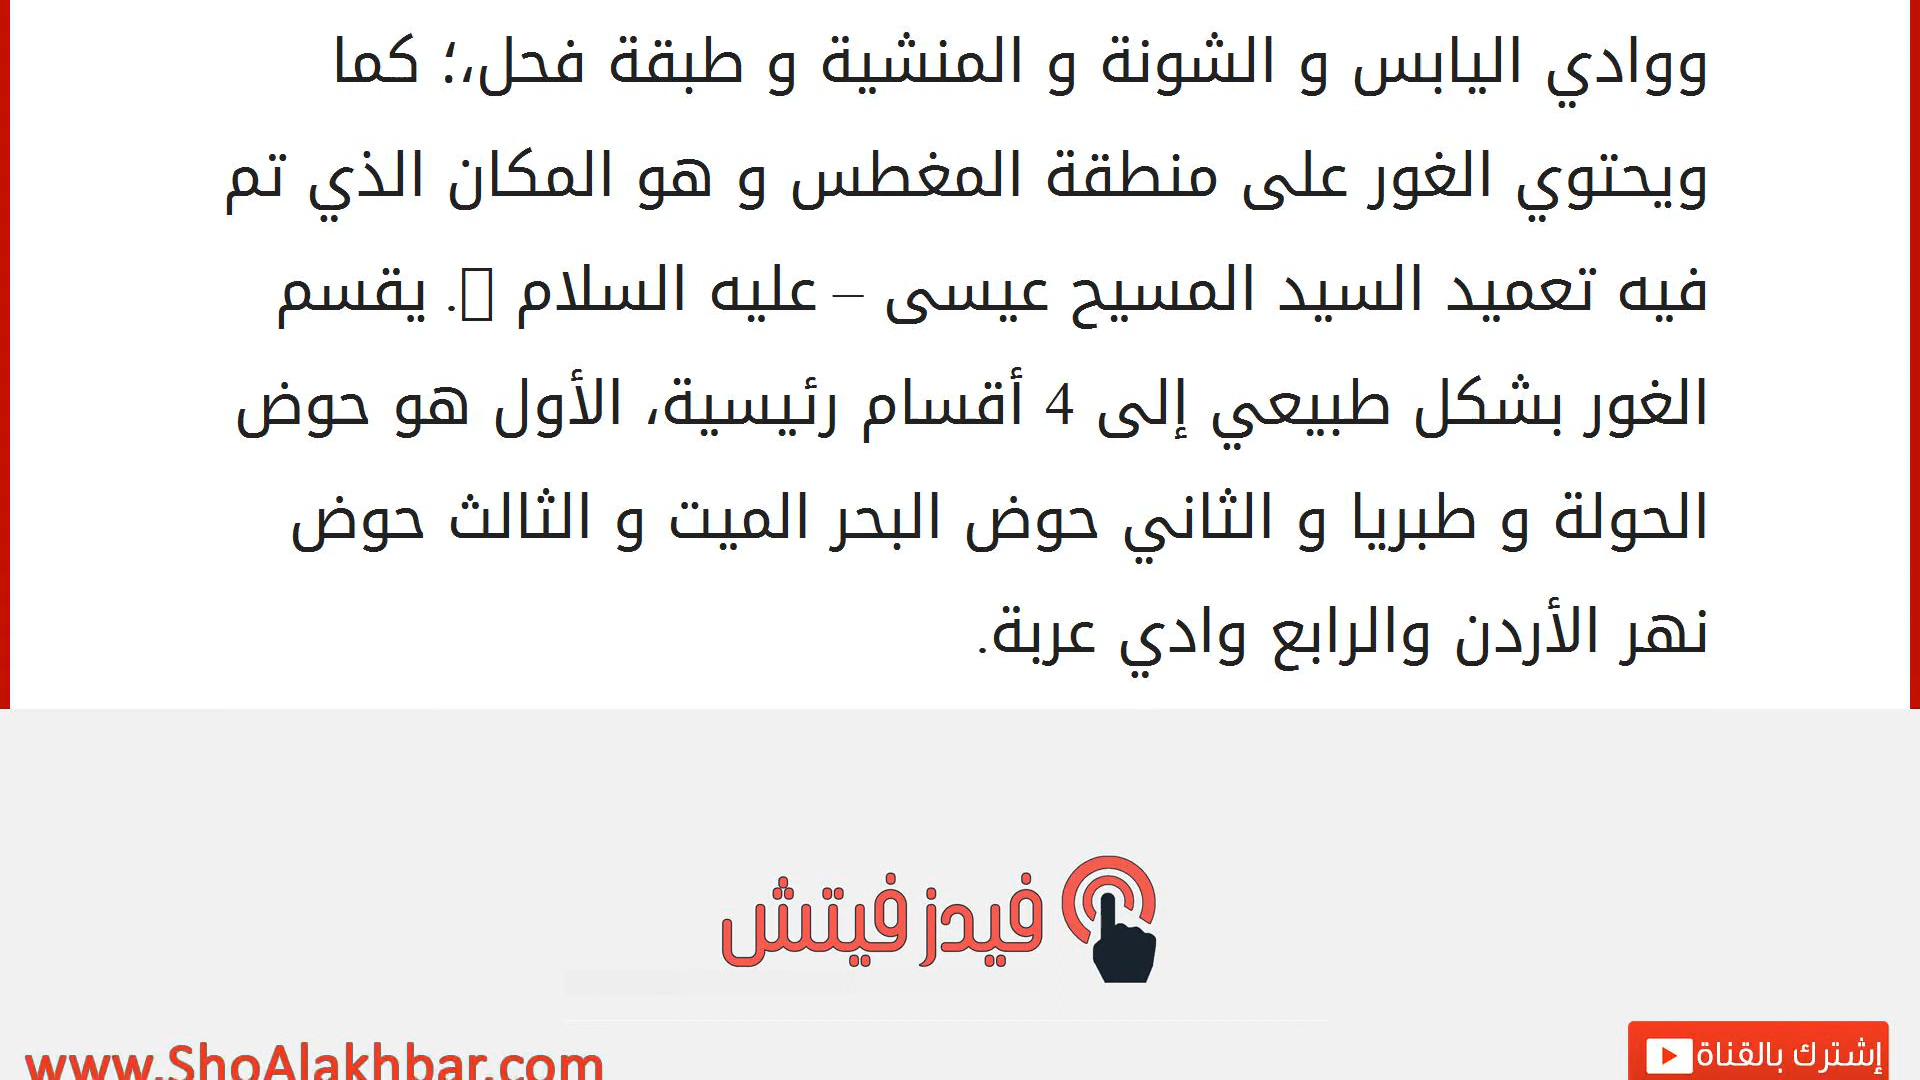 ووادي اليابس و الشونة و المنشية و طبقة فحل،؛ كما
ويحتوي الغور على منطقة المغطس و هو المكان الذي تم
فيه تعميد السيد المسيح عيسى – عليه السلام . يقسم
الغور بشكل طبيعي إلى 4 أقسام رئيسية، الأول هو حوض
الحولة و طبريا و الثاني حوض البحر الميت و الثالث حوض
نهر الأردن والرابع وادي عربة.
فيدز فيتش
www.ShoAlakhbar.com
إشترك بالقناة